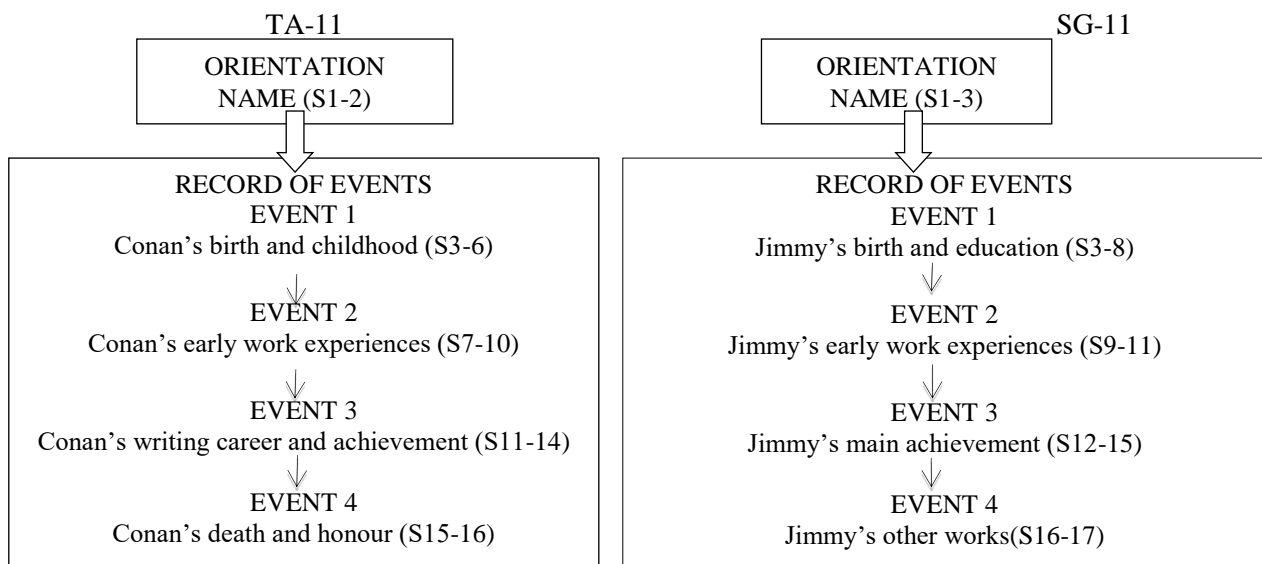 TA-11
ORIENTATION
NAME (S1-2)
RECORD OF EVENTS
EVENT 1
Conan’s birth and childhood (S3-6)
EVENT 2
Conan’s early work experiences (S7-10)
EVENT 3
Conan’s writing career and achievement (S11-14)
EVENT 4
Conan’s death and honour (S15-16)
SG-11
ORIENTATION
NAME (S1-3)
RECORD OF EVENTS
EVENT 1
Jimmy’s birth and education (S3-8)
EVENT 2
Jimmy’s early work experiences (S9-11)
EVENT 3
Jimmy’s main achievement (S12-15)
EVENT 4
Jimmy’s other works(S16-17)